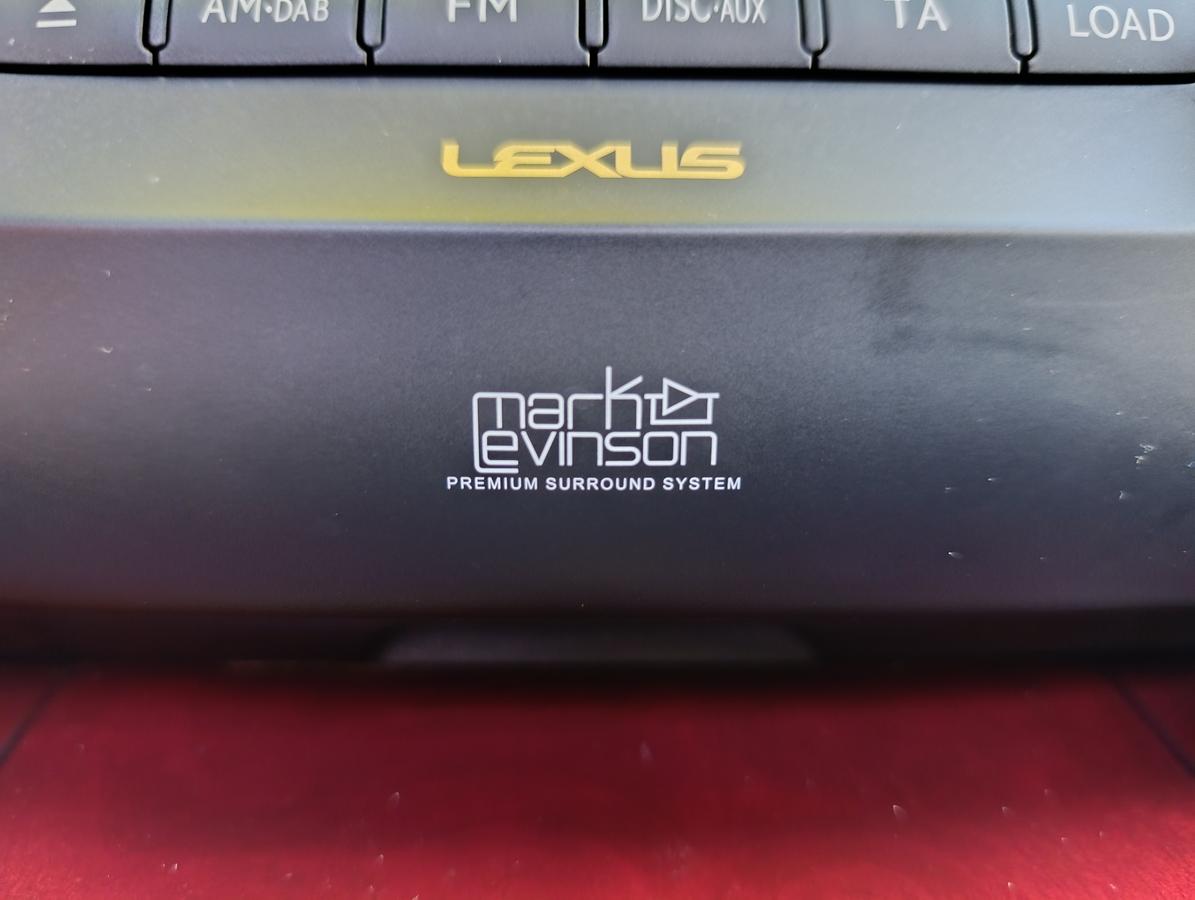 AM·DAB FM DISC·AUX TA LOAD
LEXUS
mark
Levinson
PREMIUM SURROUND SYSTEM